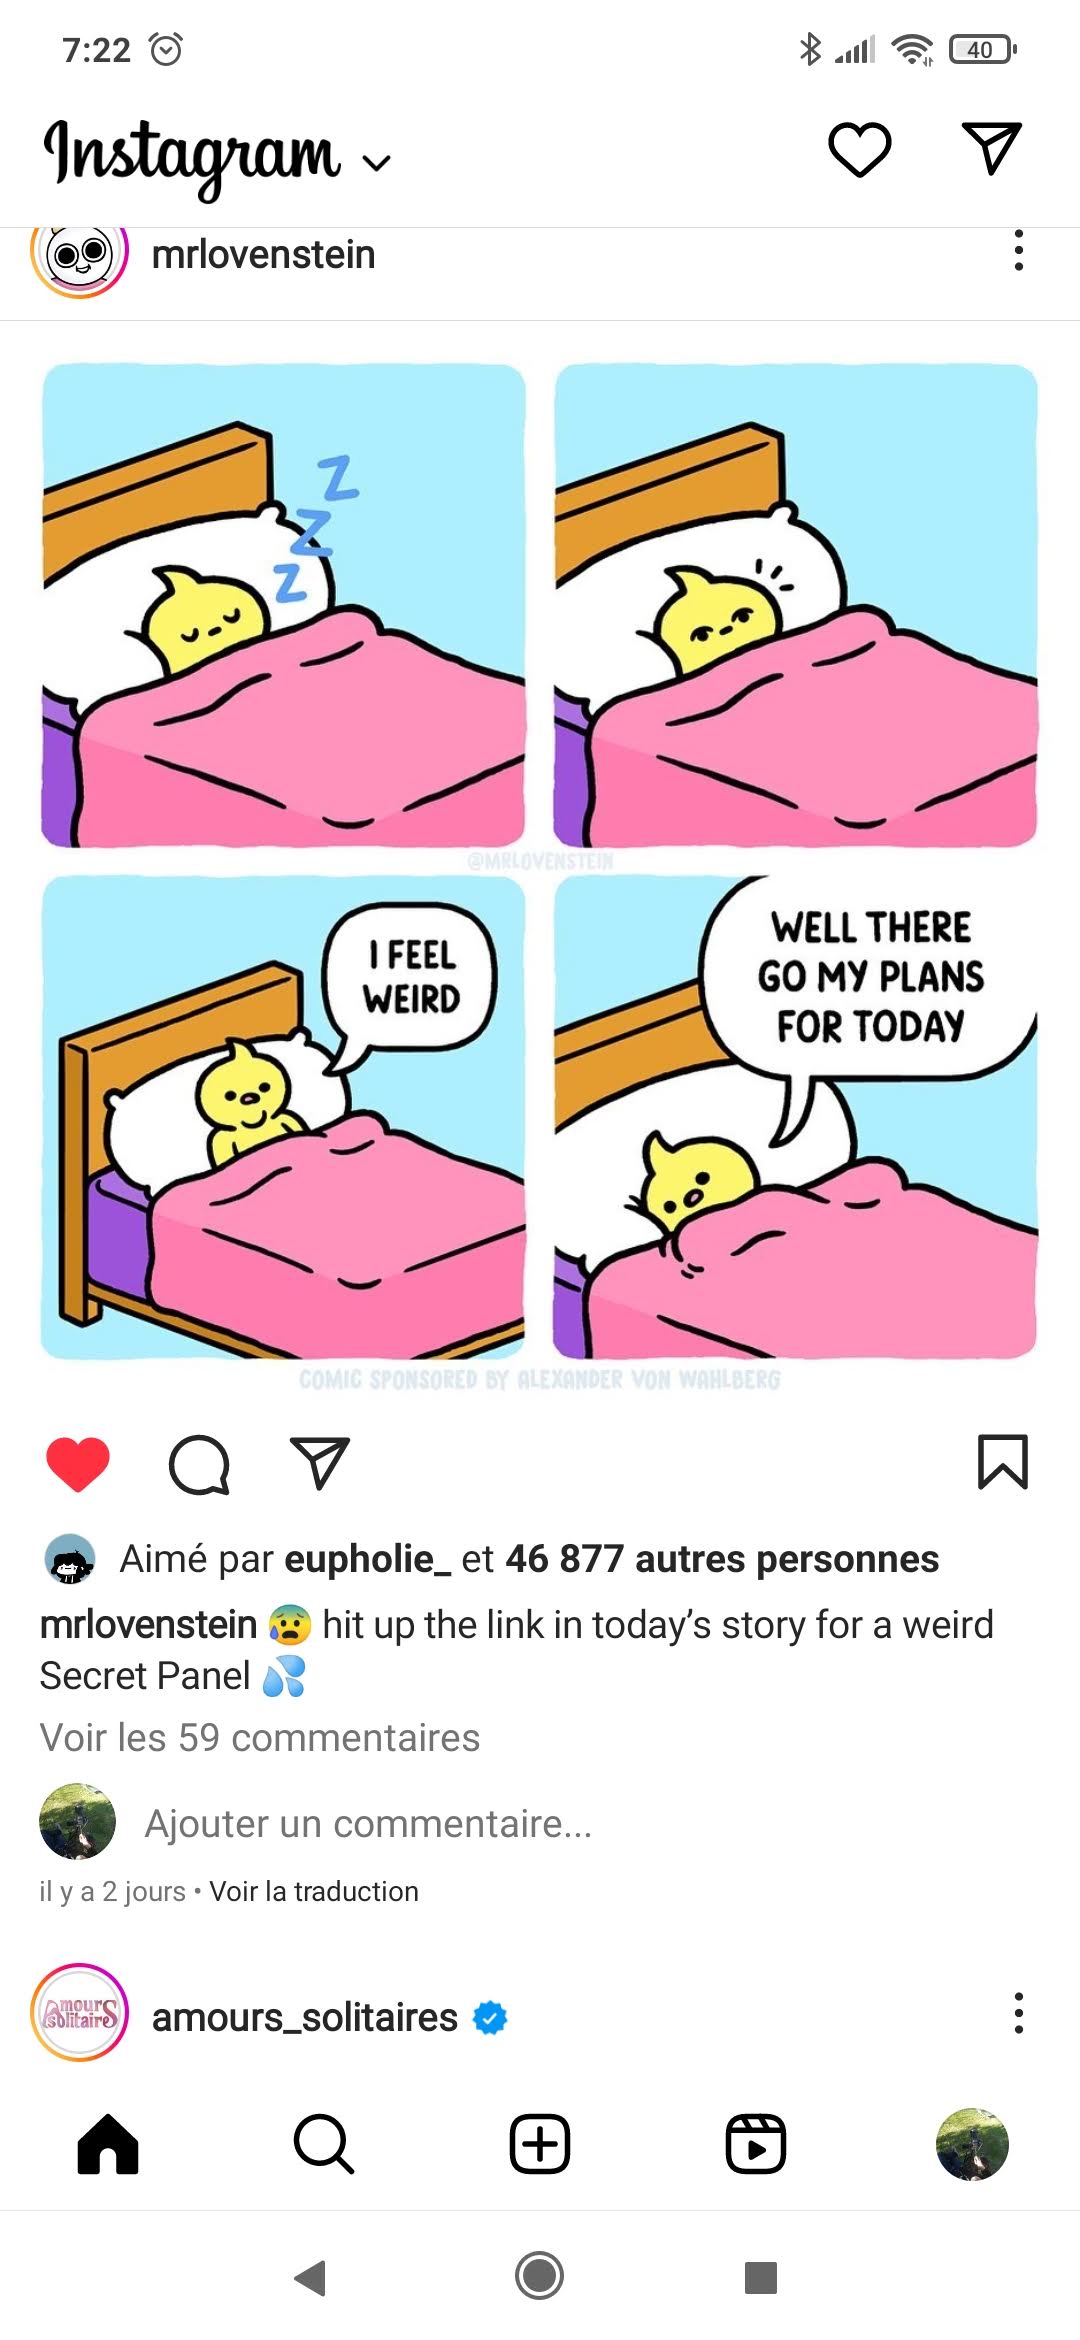 7:22
40
Instagram
mrlovenstein
Z
Z
Z
@MRLOVENSTEIN
I FEEL
WEIRD
WELL THERE
GO MY PLANS
FOR TODAY
COMIC SPONSORED BY ALEXANDER VON WAHLBERG
Aimé par eupholie_ et 46 877 autres personnes
mrlovenstein 😰 hit up the link in today’s story for a weird
Secret Panel 💦
Voir les 59 commentaires
Ajouter un commentaire...
il y a 2 jours • Voir la traduction
Amours
solitaires
amours_solitaires